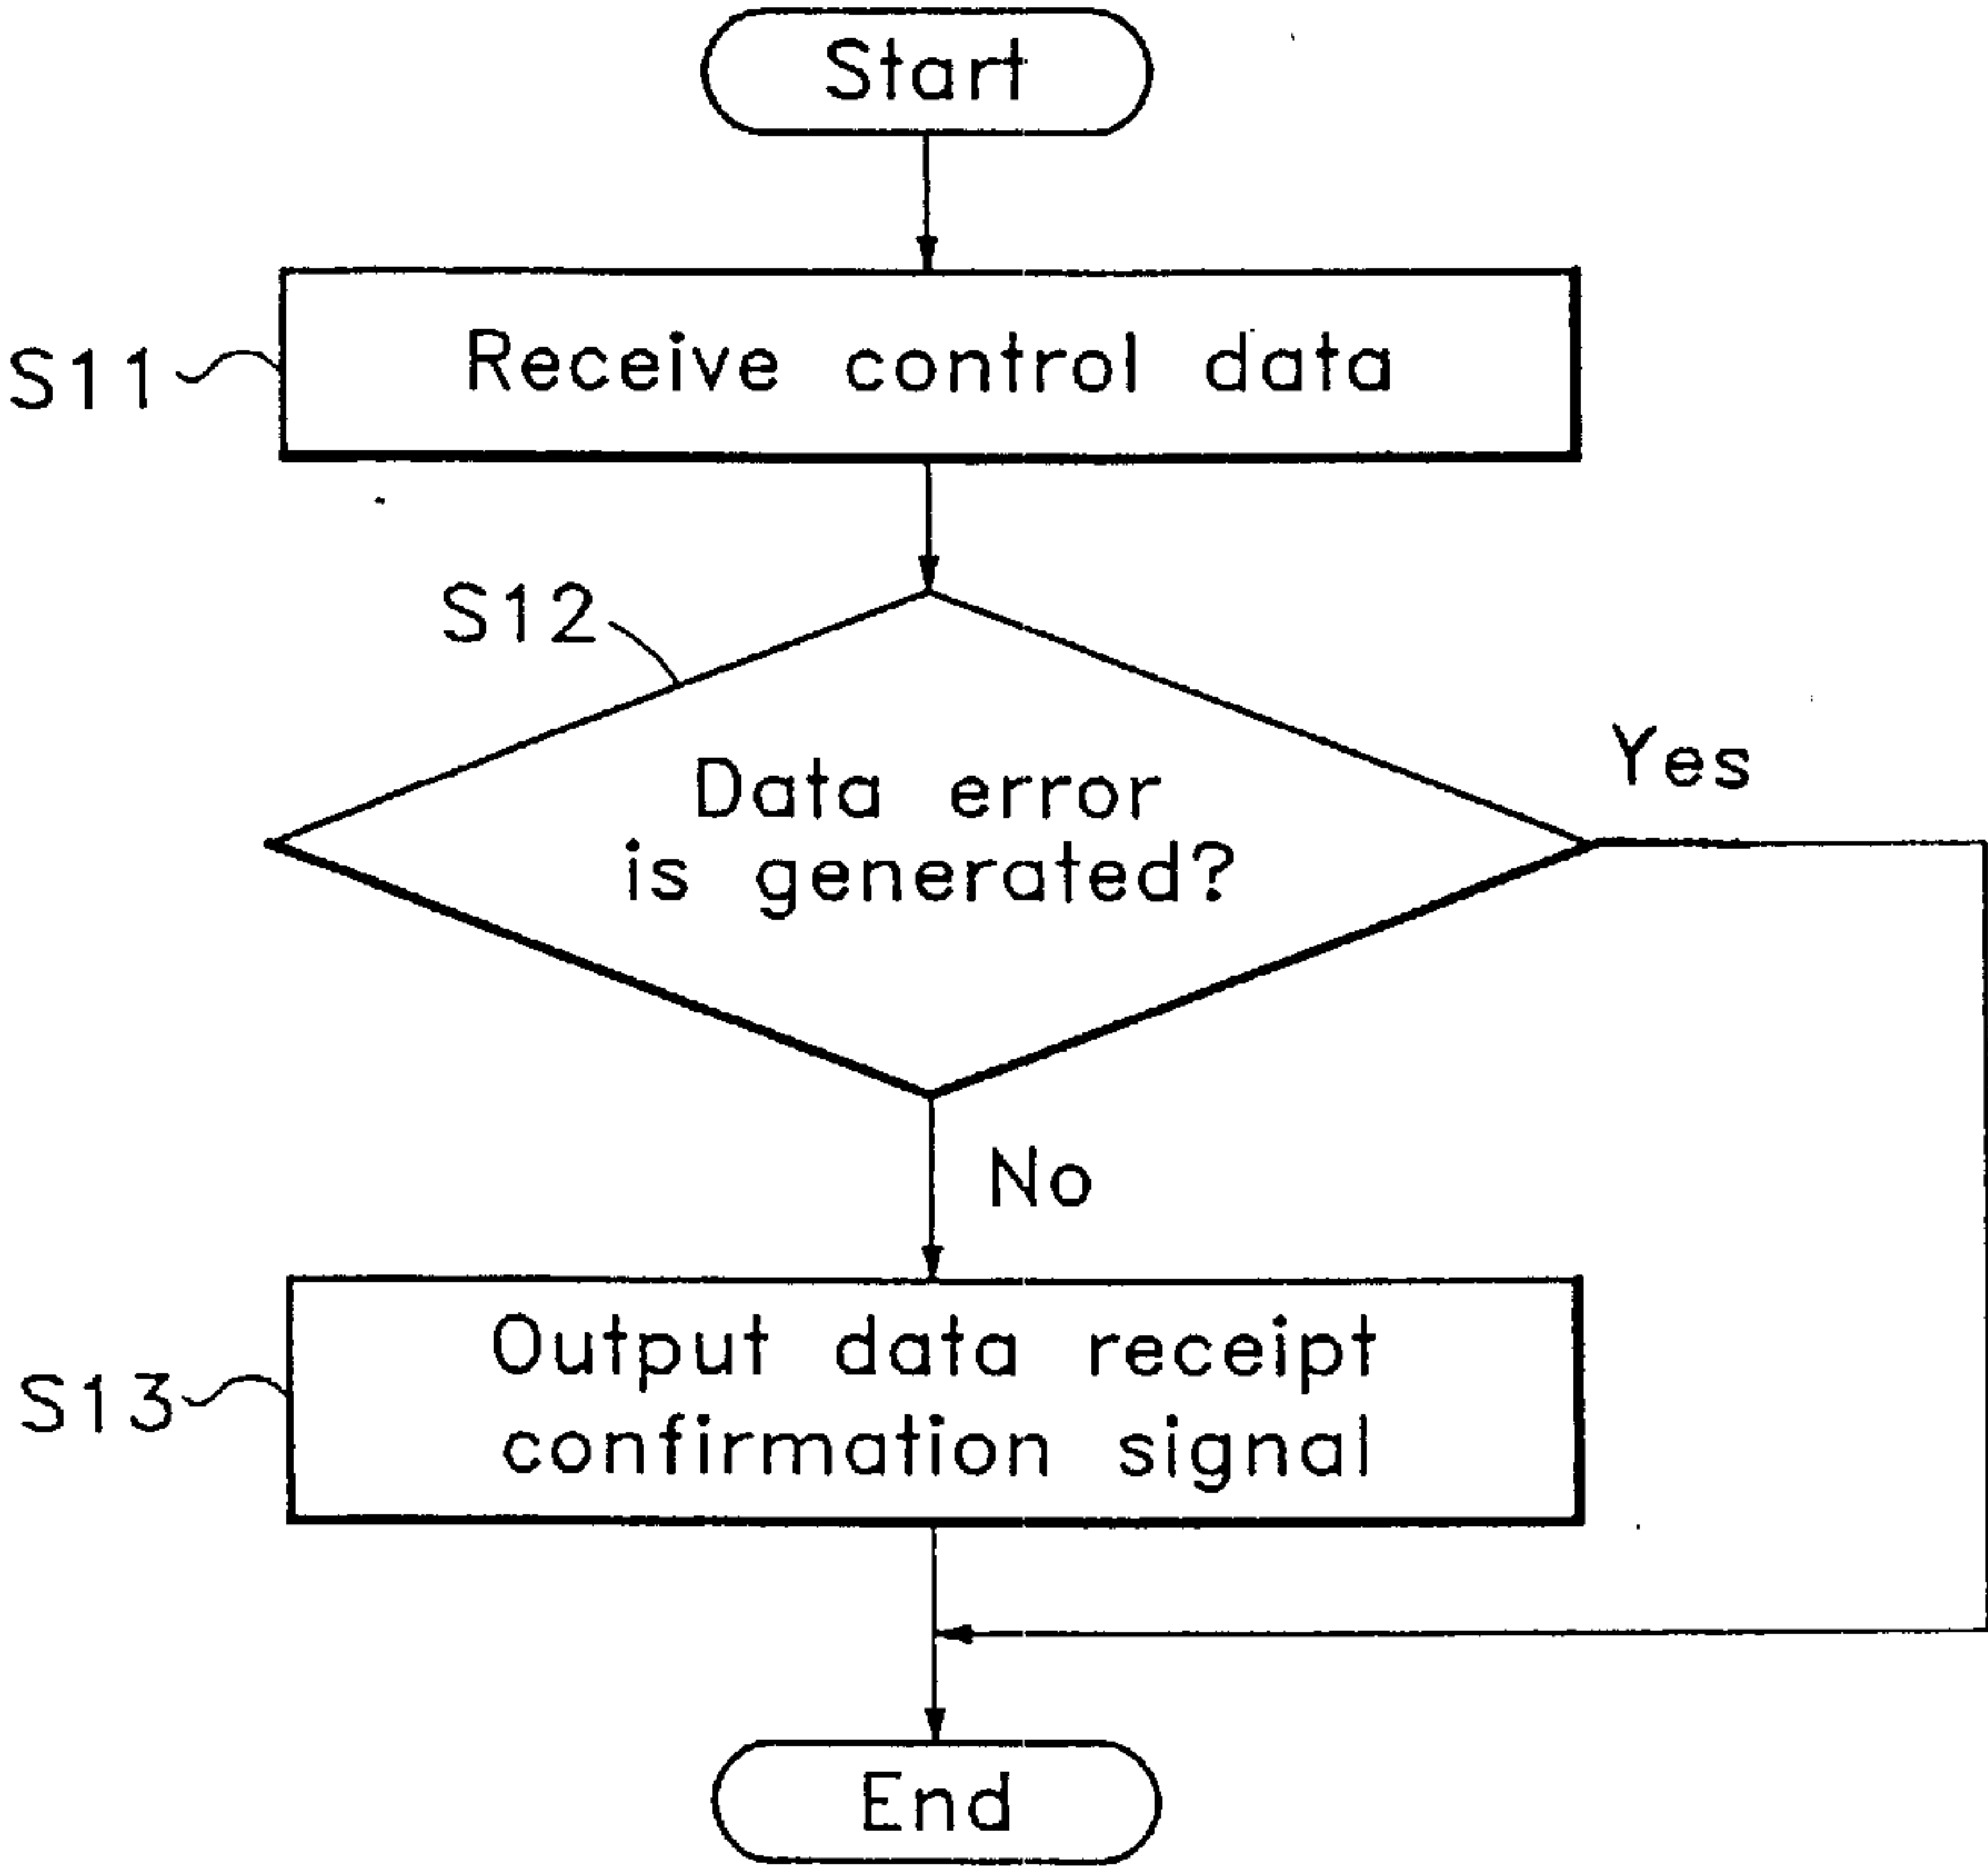 Start
S11
Receive control data
S12
Data error
is generated?
Yes
No
S13
Output data receipt
confirmation signal
End